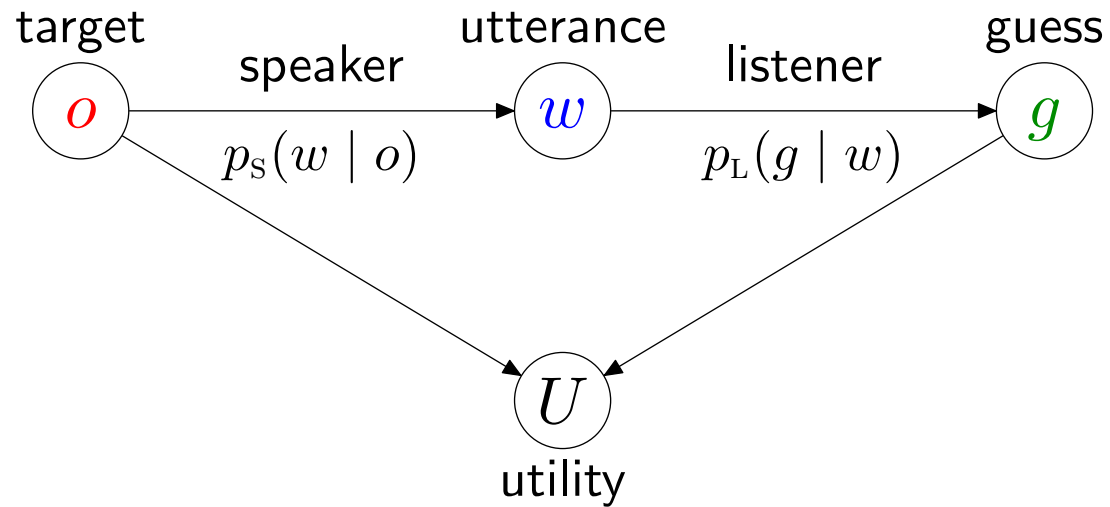 target
utterance
guess
speaker
listener
o
w
g
p_S(w | o)
p_L(g | w)
U
utility